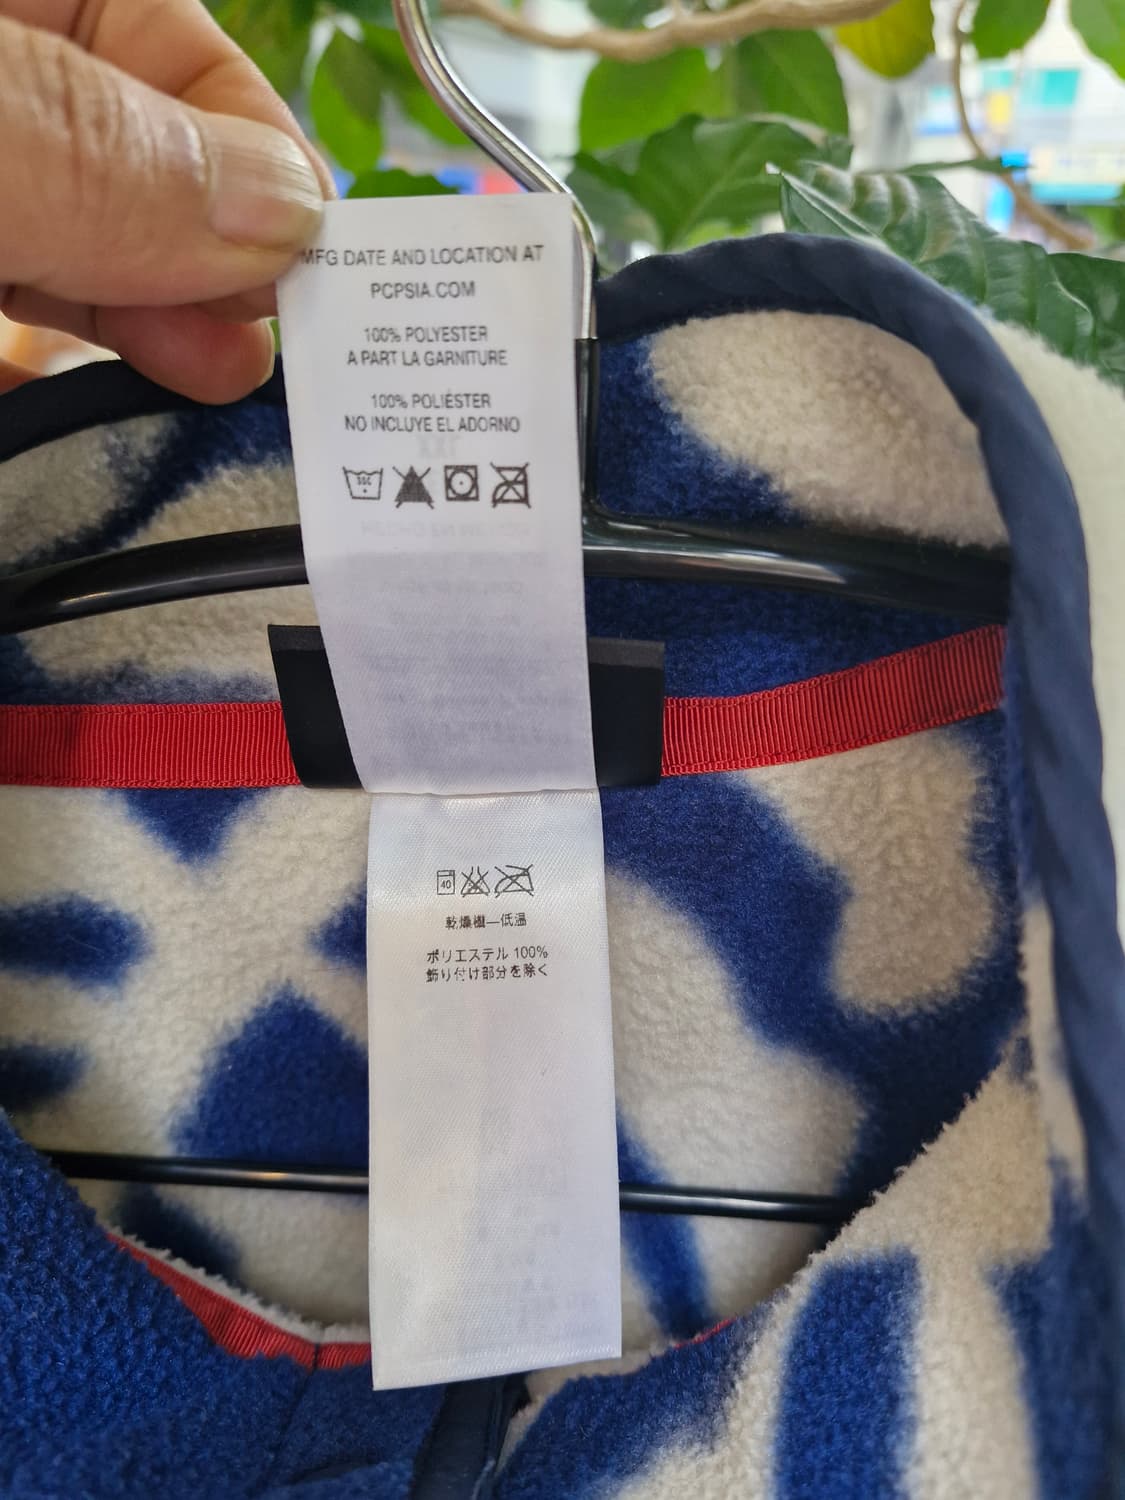 MFG DATE AND LOCATION AT
PCPSIA.COM
100% POLYESTER
A PART LA GARNITURE
100% POLIÉSTER
NO INCLUYE EL ADORNO
40
乾燥機—低温
ポリエステル 100%
飾り付け部分を除く